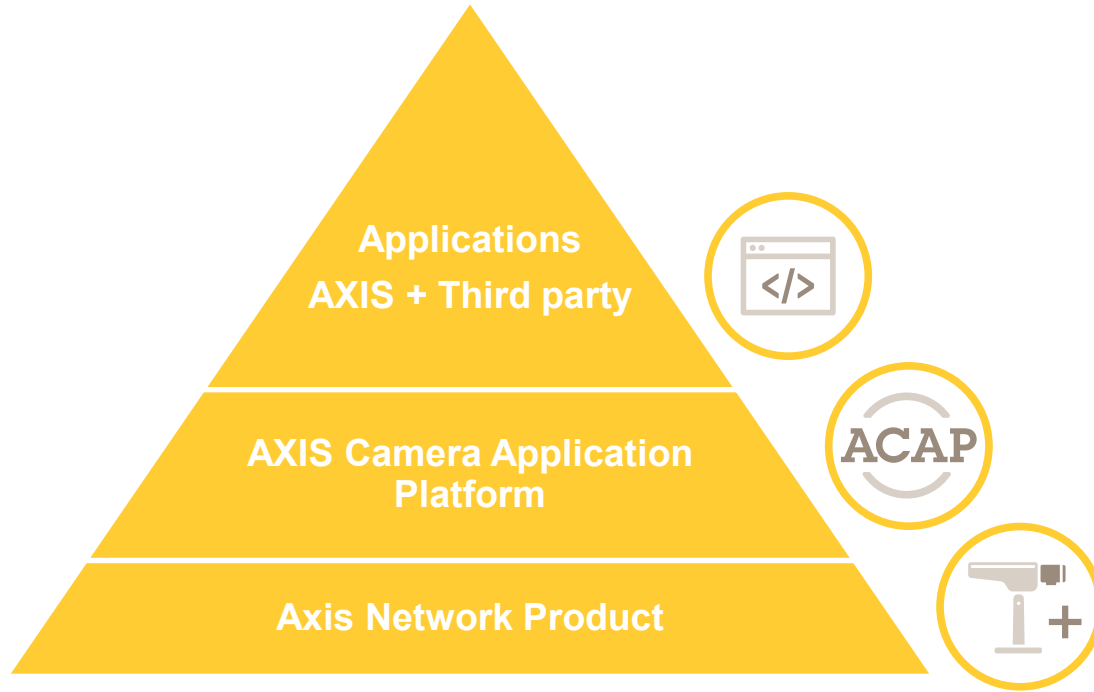 Applications
AXIS + Third party
</>
AXIS Camera Application
Platform
ACAP
Axis Network Product
+